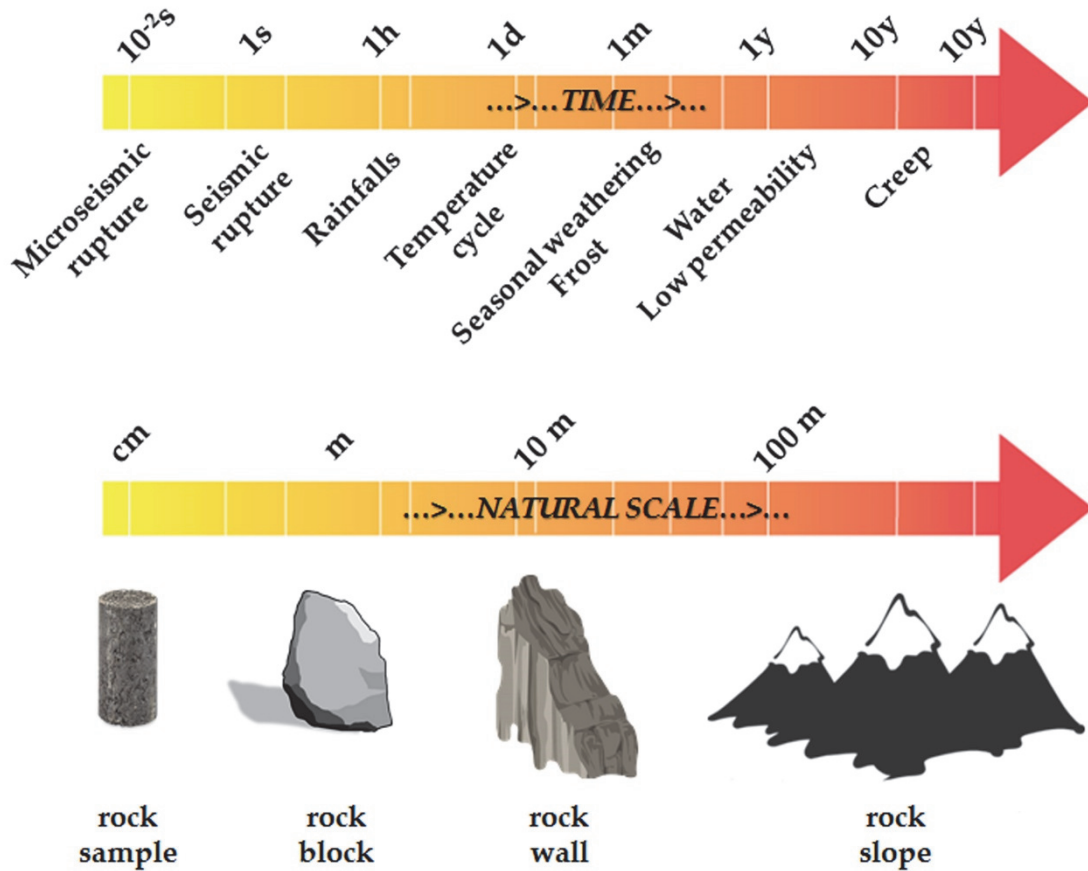 10⁻²s 1s 1h 1d 1m 1y 10y 10y
...>...TIME...>...
Microseismic
rupture
Seismic
rupture
Rainfalls
Temperature
cycle
Seasonal weathering
Frost
Water
Low permeability
Creep
cm m 10 m 100 m
...>...NATURAL SCALE...>...
rock
sample
rock
block
rock
wall
rock
slope